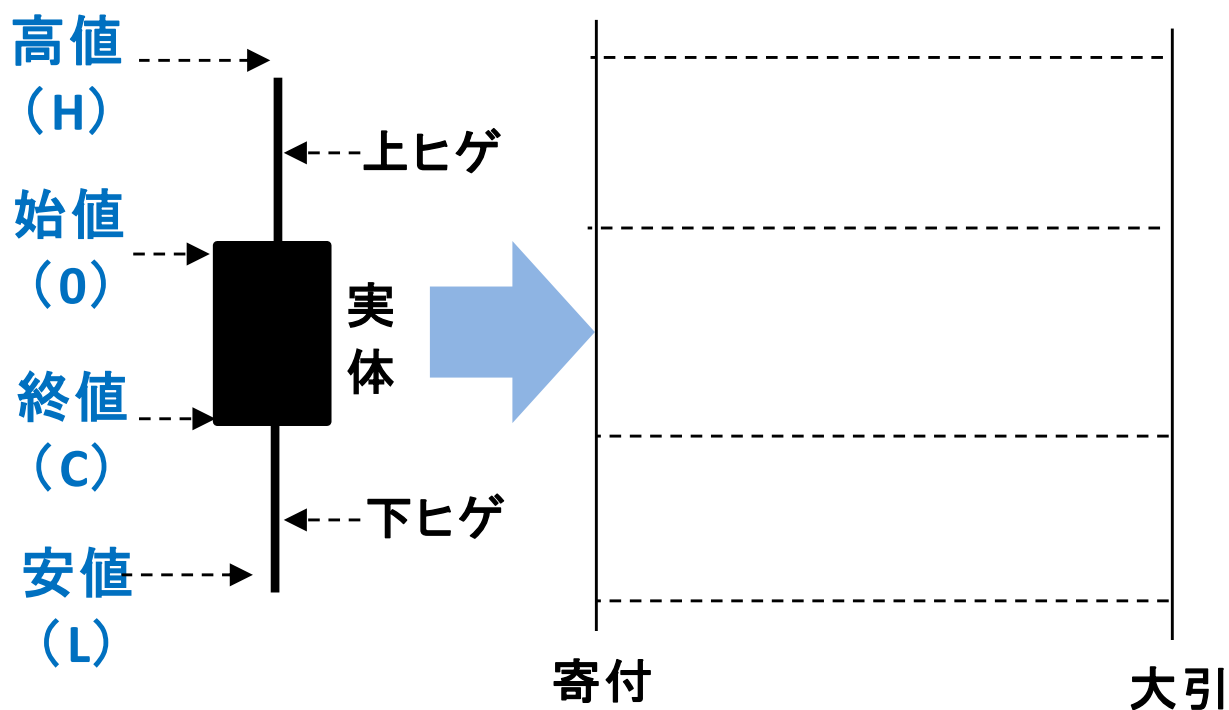 高値
（H）
上ヒゲ
始値
（O）
実
体
終値
（C）
下ヒゲ
安値
（L）
寄付
大引